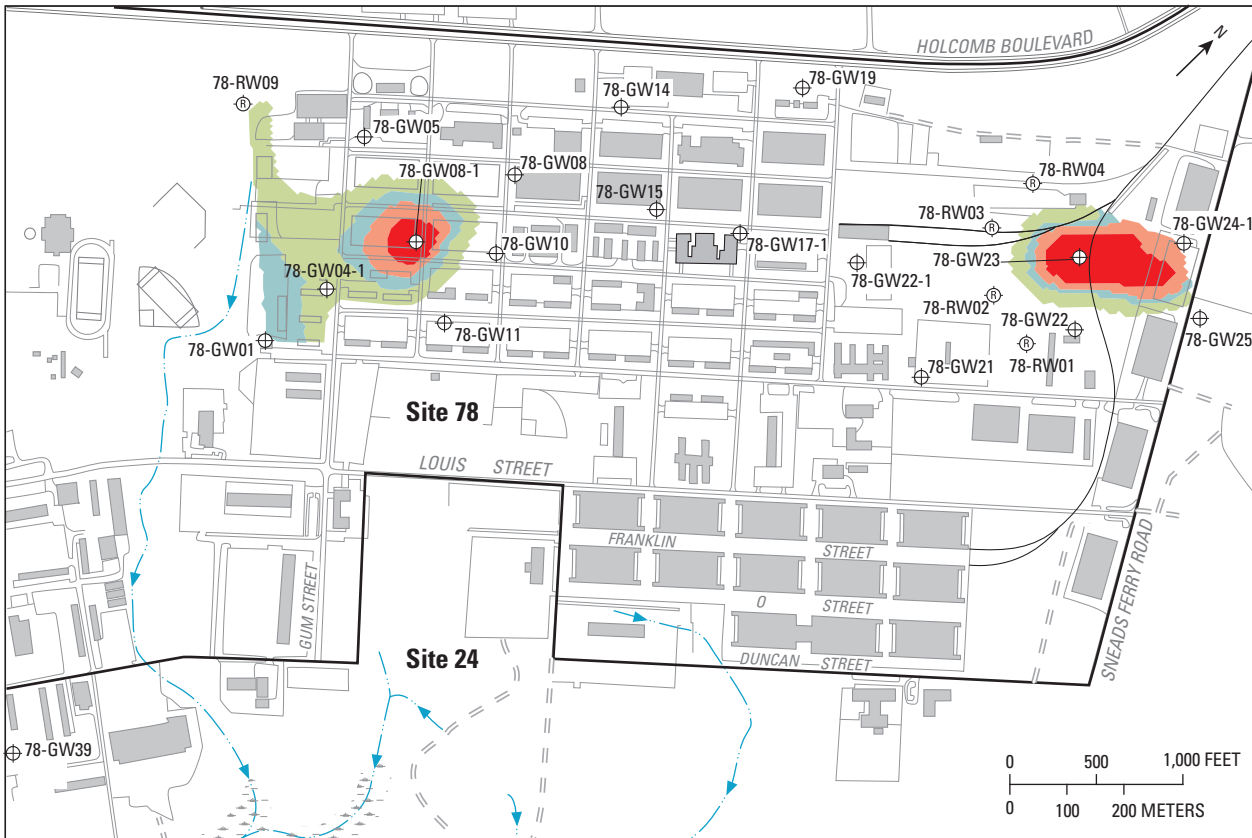 HOLCOMB BOULEVARD
N
78-RW09
78-GW14
78-GW19
78-GW05
78-GW08-1
78-GW08
78-GW15
78-RW04
78-RW03
78-GW24-1
78-GW10
78-GW17-1
78-GW23
78-GW04-1
78-GW22-1
78-RW02
78-GW22
78-GW01
78-GW11
78-GW25
78-RW01
78-GW21
R
R
R
R
R
Site 78
LOUIS STREET
FRANKLIN STREET
O STREET
DUNCAN STREET
GUM STREET
SNEADS FERRY ROAD
Site 24
78-GW39
0 500 1,000 FEET
0 100 200 METERS